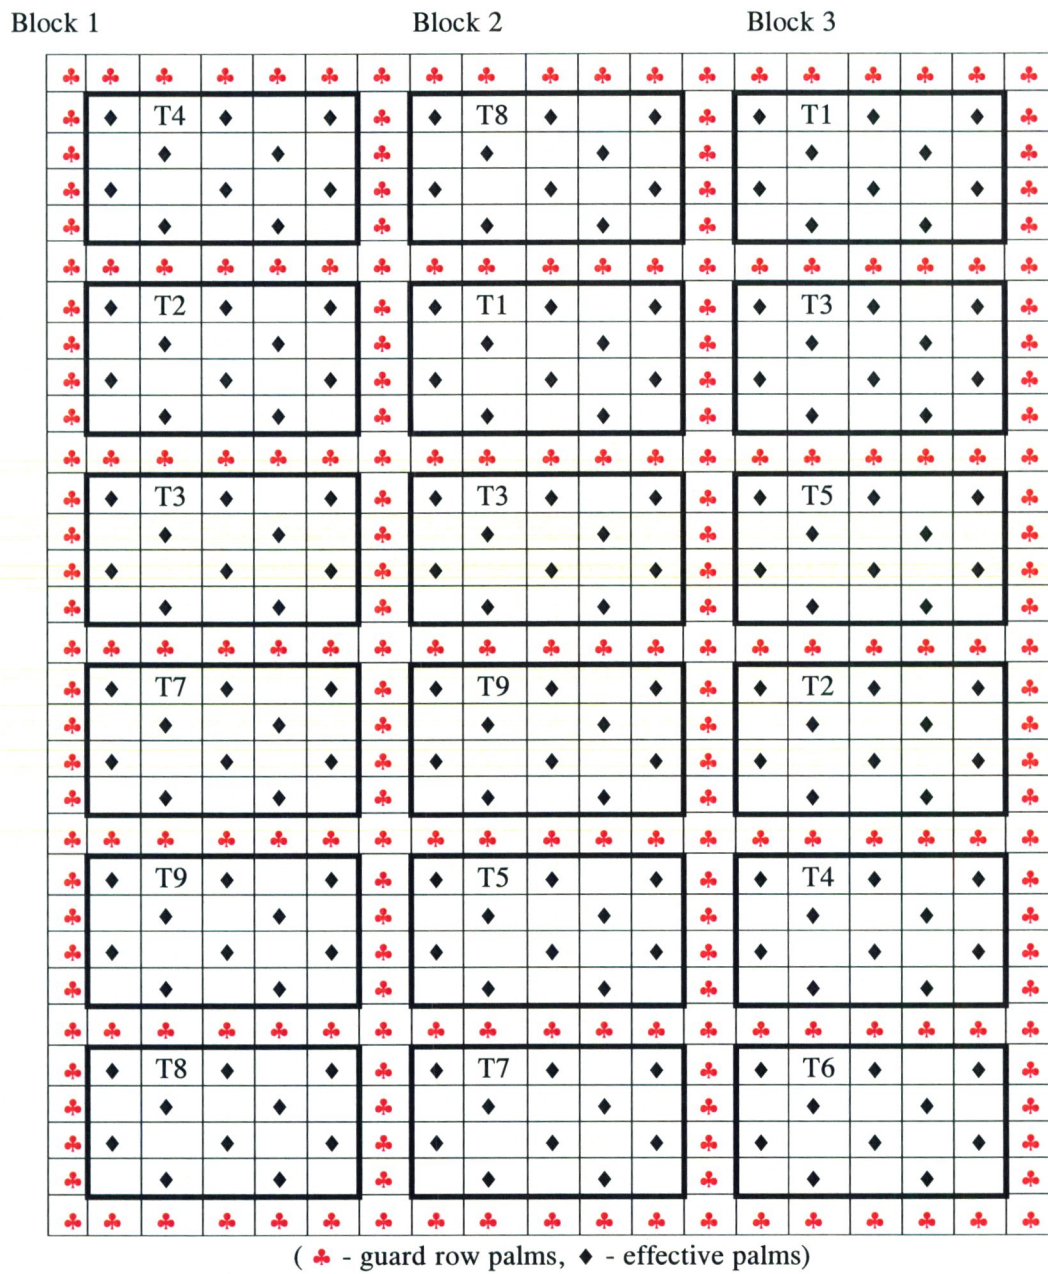 Block 1 Block 2 Block 3
T4 T8 T1
T2 T1 T3
T3 T3 T5
T7 T9 T2
T9 T5 T4
T8 T7 T6
( ♣ - guard row palms, ♦ - effective palms)